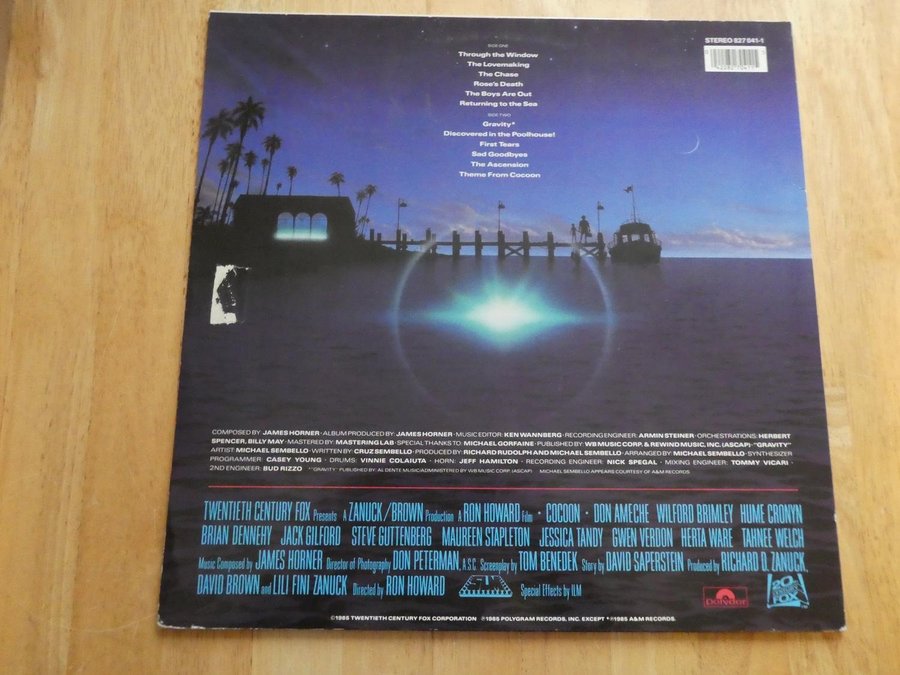 STEREO 827 041-1
SIDE ONE
Through the Window
The Lovemaking
The Chase
Rose's Death
The Boys Are Out
Returning to the Sea
SIDE TWO
Gravity*
Discovered in the Poolhouse!
First Tears
Sad Goodbyes
The Ascension
Theme From Cocoon
COMPOSED BY: JAMES HORNER · ALBUM PRODUCED BY: JAMES HORNER · MUSIC EDITOR: KEN WANNBERG · RECORDING ENGINEER: ARMIN STEINER · ORCHESTRATIONS: HERBERT
SPENCER, BILLY MAY · MASTERED BY: MASTERING LAB · SPECIAL THANKS TO: MICHAEL GORFAINE · PUBLISHED BY: WB MUSIC CORP. & REWIND MUSIC, INC. (ASCAP) · "GRAVITY"
ARTIST: MICHAEL SEMBELLO · WRITTEN BY: CRUZ SEMBELLO · PRODUCED BY: RICHARD RUDOLPH AND MICHAEL SEMBELLO · ARRANGED BY: MICHAEL SEMBELLO · SYNTHESIZER
PROGRAMMER: CASEY YOUNG · DRUMS: VINNIE COLAIUTA · HORN: JEFF HAMILTON · RECORDING ENGINEER: NICK SPEGAL · MIXING ENGINEER: TOMMY VICARI ·
2ND ENGINEER: BUD RIZZO *"GRAVITY" PUBLISHED BY: AL DENTE MUSIC/ADMINISTERED BY WB MUSIC CORP. (ASCAP) MICHAEL SEMBELLO APPEARS COURTESY OF A&M RECORDS
TWENTIETH CENTURY FOX Presents A ZANUCK/BROWN Production A RON HOWARD Film · COCOON · DON AMECHE WILFORD BRIMLEY HUME CRONYN
BRIAN DENNEHY JACK GILFORD STEVE GUTTENBERG MAUREEN STAPLETON JESSICA TANDY GWEN VERDON HERTA WARE TAHNEE WELCH
Music Composed by JAMES HORNER Director of Photography DON PETERMAN, A.S.C. Screenplay by TOM BENEDEK Story by DAVID SAPERSTEIN Produced by RICHARD D. ZANUCK,
DAVID BROWN and LILI FINI ZANUCK Directed by RON HOWARD Special Effects by ILM
polydor
20th CENTURY FOX
©1985 TWENTIETH CENTURY FOX CORPORATION ℗1985 POLYGRAM RECORDS, INC. EXCEPT *℗1985 A&M RECORDS.